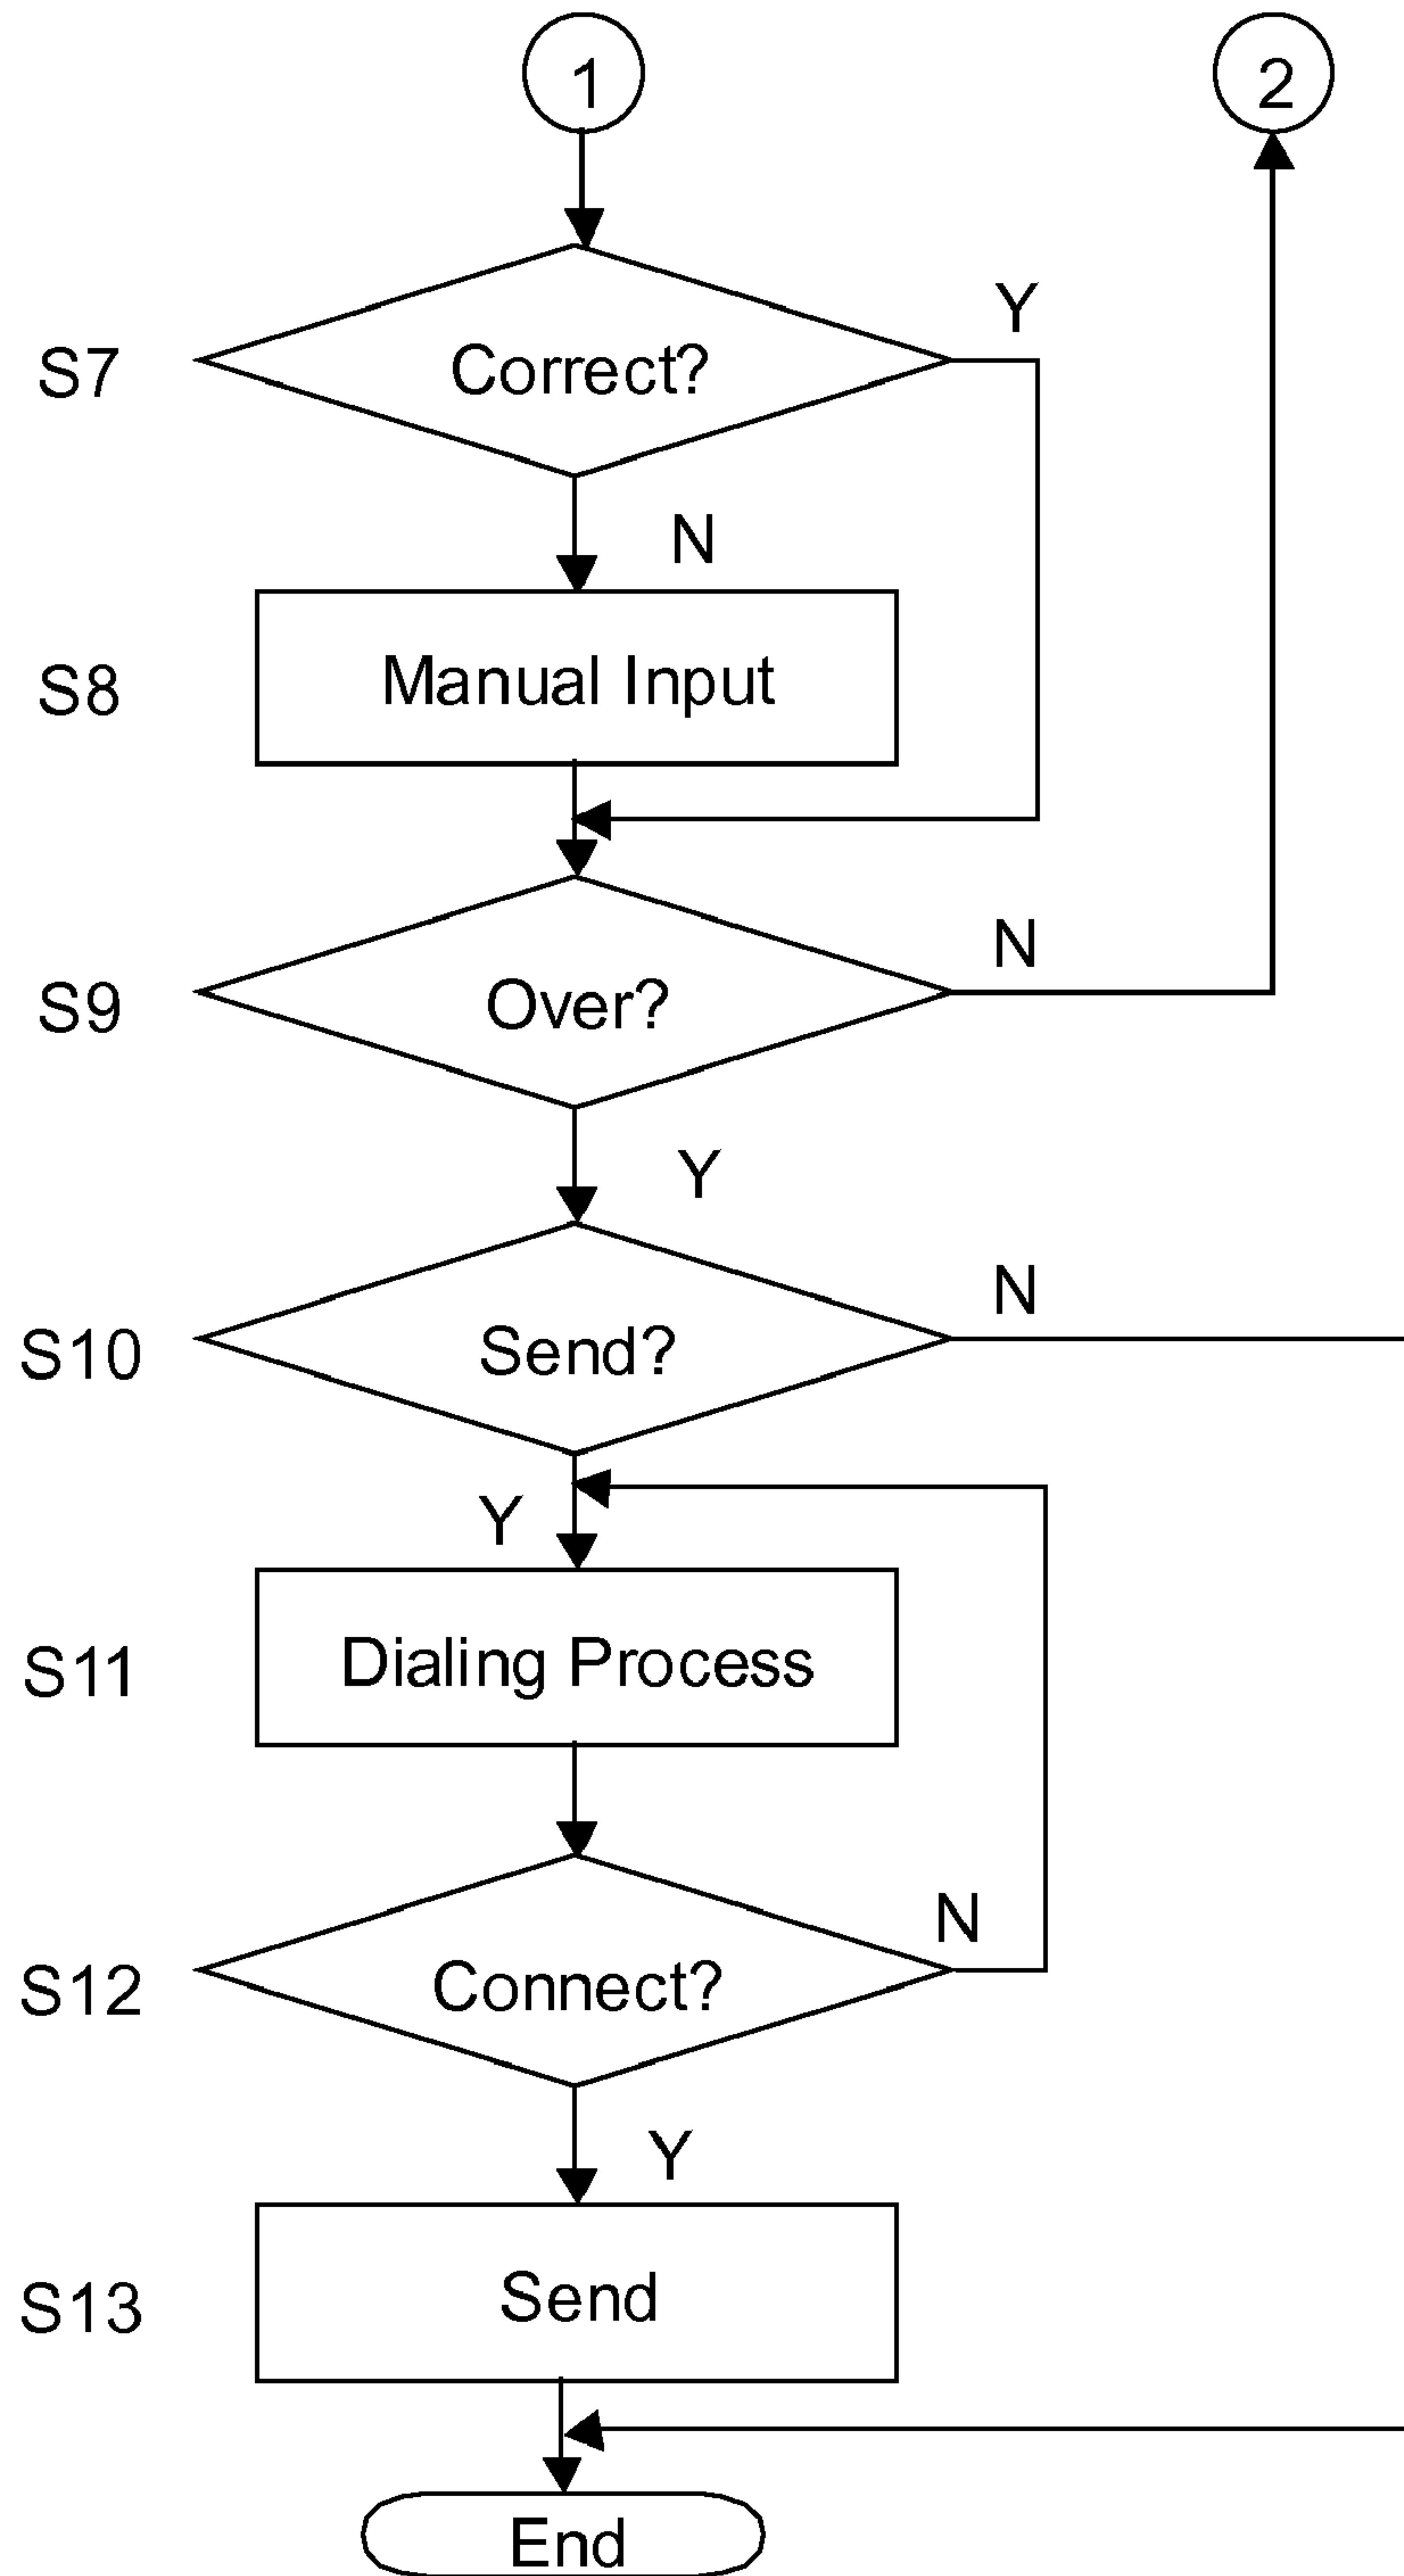 1
2
Y
S7
Correct?
N
S8
Manual Input
N
S9
Over?
Y
N
S10
Send?
Y
S11
Dialing Process
N
S12
Connect?
Y
S13
Send
End